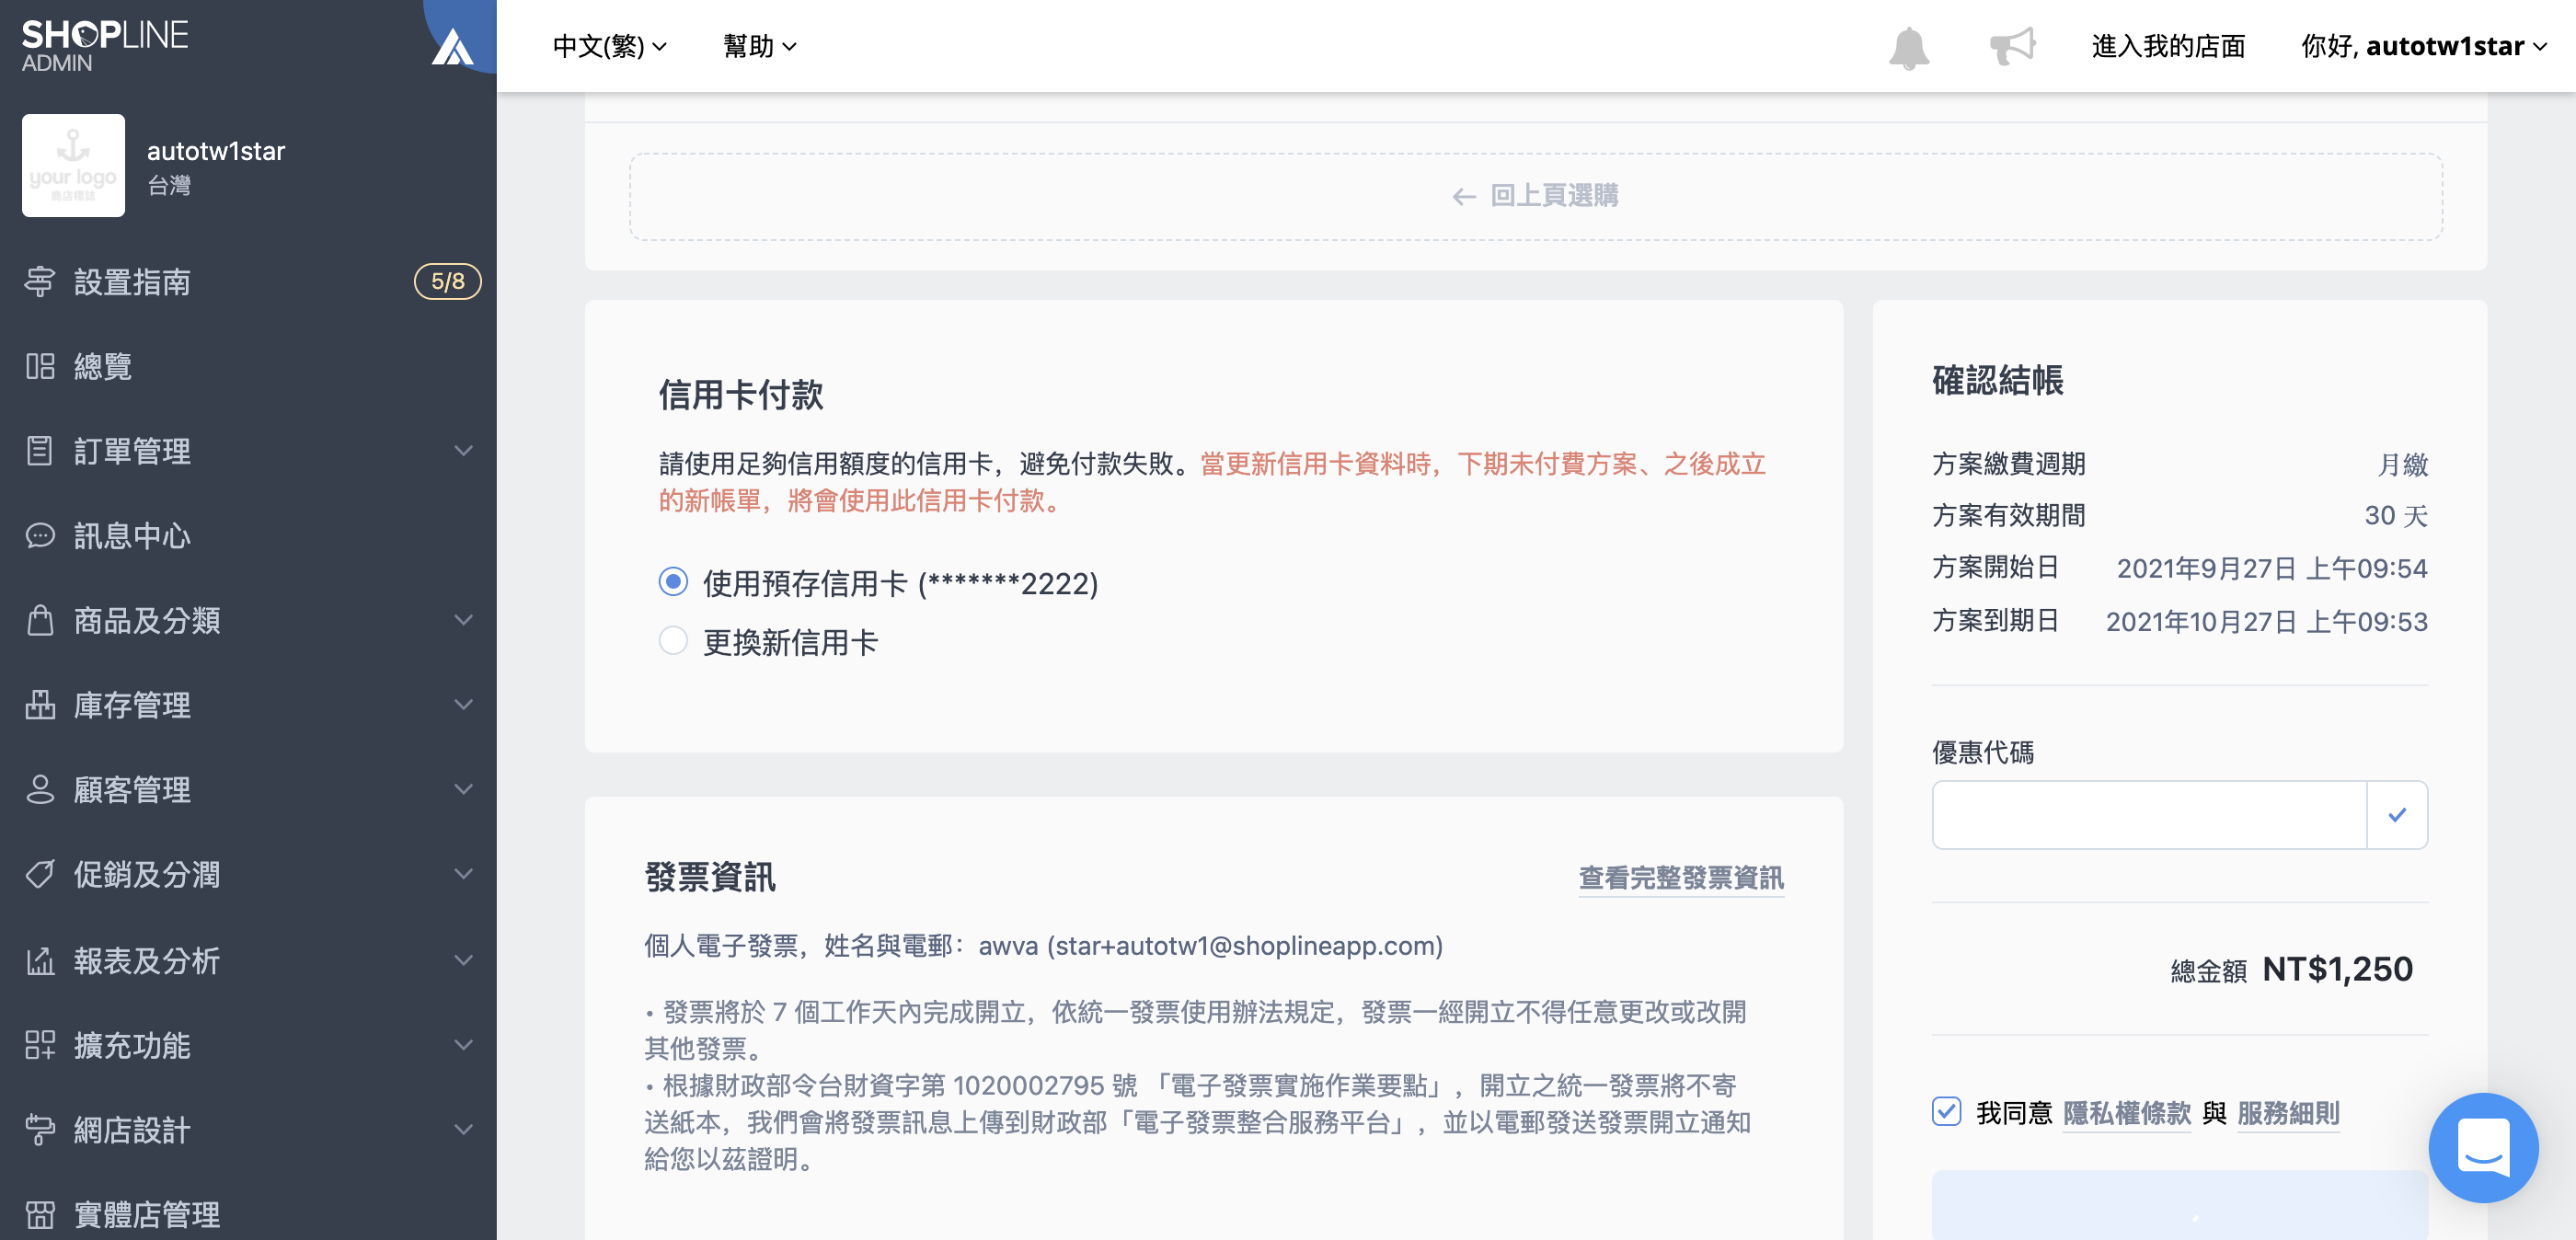 SHOPLINE
ADMIN
autotw1star
台灣
your logo
商店標誌
設置指南
5/8
總覽
訂單管理
訊息中心
商品及分類
庫存管理
顧客管理
促銷及分潤
報表及分析
擴充功能
網店設計
實體店管理
中文(繁)
幫助
進入我的店面
你好, autotw1star
← 回上頁選購
信用卡付款
請使用足夠信用額度的信用卡，避免付款失敗。當更新信用卡資料時，下期未付費方案、之後成立
的新帳單，將會使用此信用卡付款。
使用預存信用卡 (*******2222)
更換新信用卡
發票資訊
查看完整發票資訊
個人電子發票，姓名與電郵：awva (star+autotw1@shoplineapp.com)
• 發票將於 7 個工作天內完成開立，依統一發票使用辦法規定，發票一經開立不得任意更改或改開
其他發票。
• 根據財政部令台財資字第 1020002795 號 「電子發票實施作業要點」，開立之統一發票將不寄
送紙本，我們會將發票訊息上傳到財政部「電子發票整合服務平台」，並以電郵發送發票開立通知
給您以茲證明。
確認結帳
方案繳費週期 月繳
方案有效期間 30 天
方案開始日 2021年9月27日 上午09:54
方案到期日 2021年10月27日 上午09:53
優惠代碼
總金額 NT$1,250
我同意 隱私權條款 與 服務細則